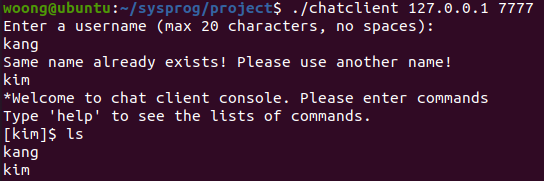 woong@ubuntu:~/sysprog/project$ ./chatclient 127.0.0.1 7777
Enter a username (max 20 characters, no spaces):
kang
Same name already exists! Please use another name!
kim
*Welcome to chat client console. Please enter commands
Type 'help' to see the lists of commands.
[kim]$ ls
kang
kim